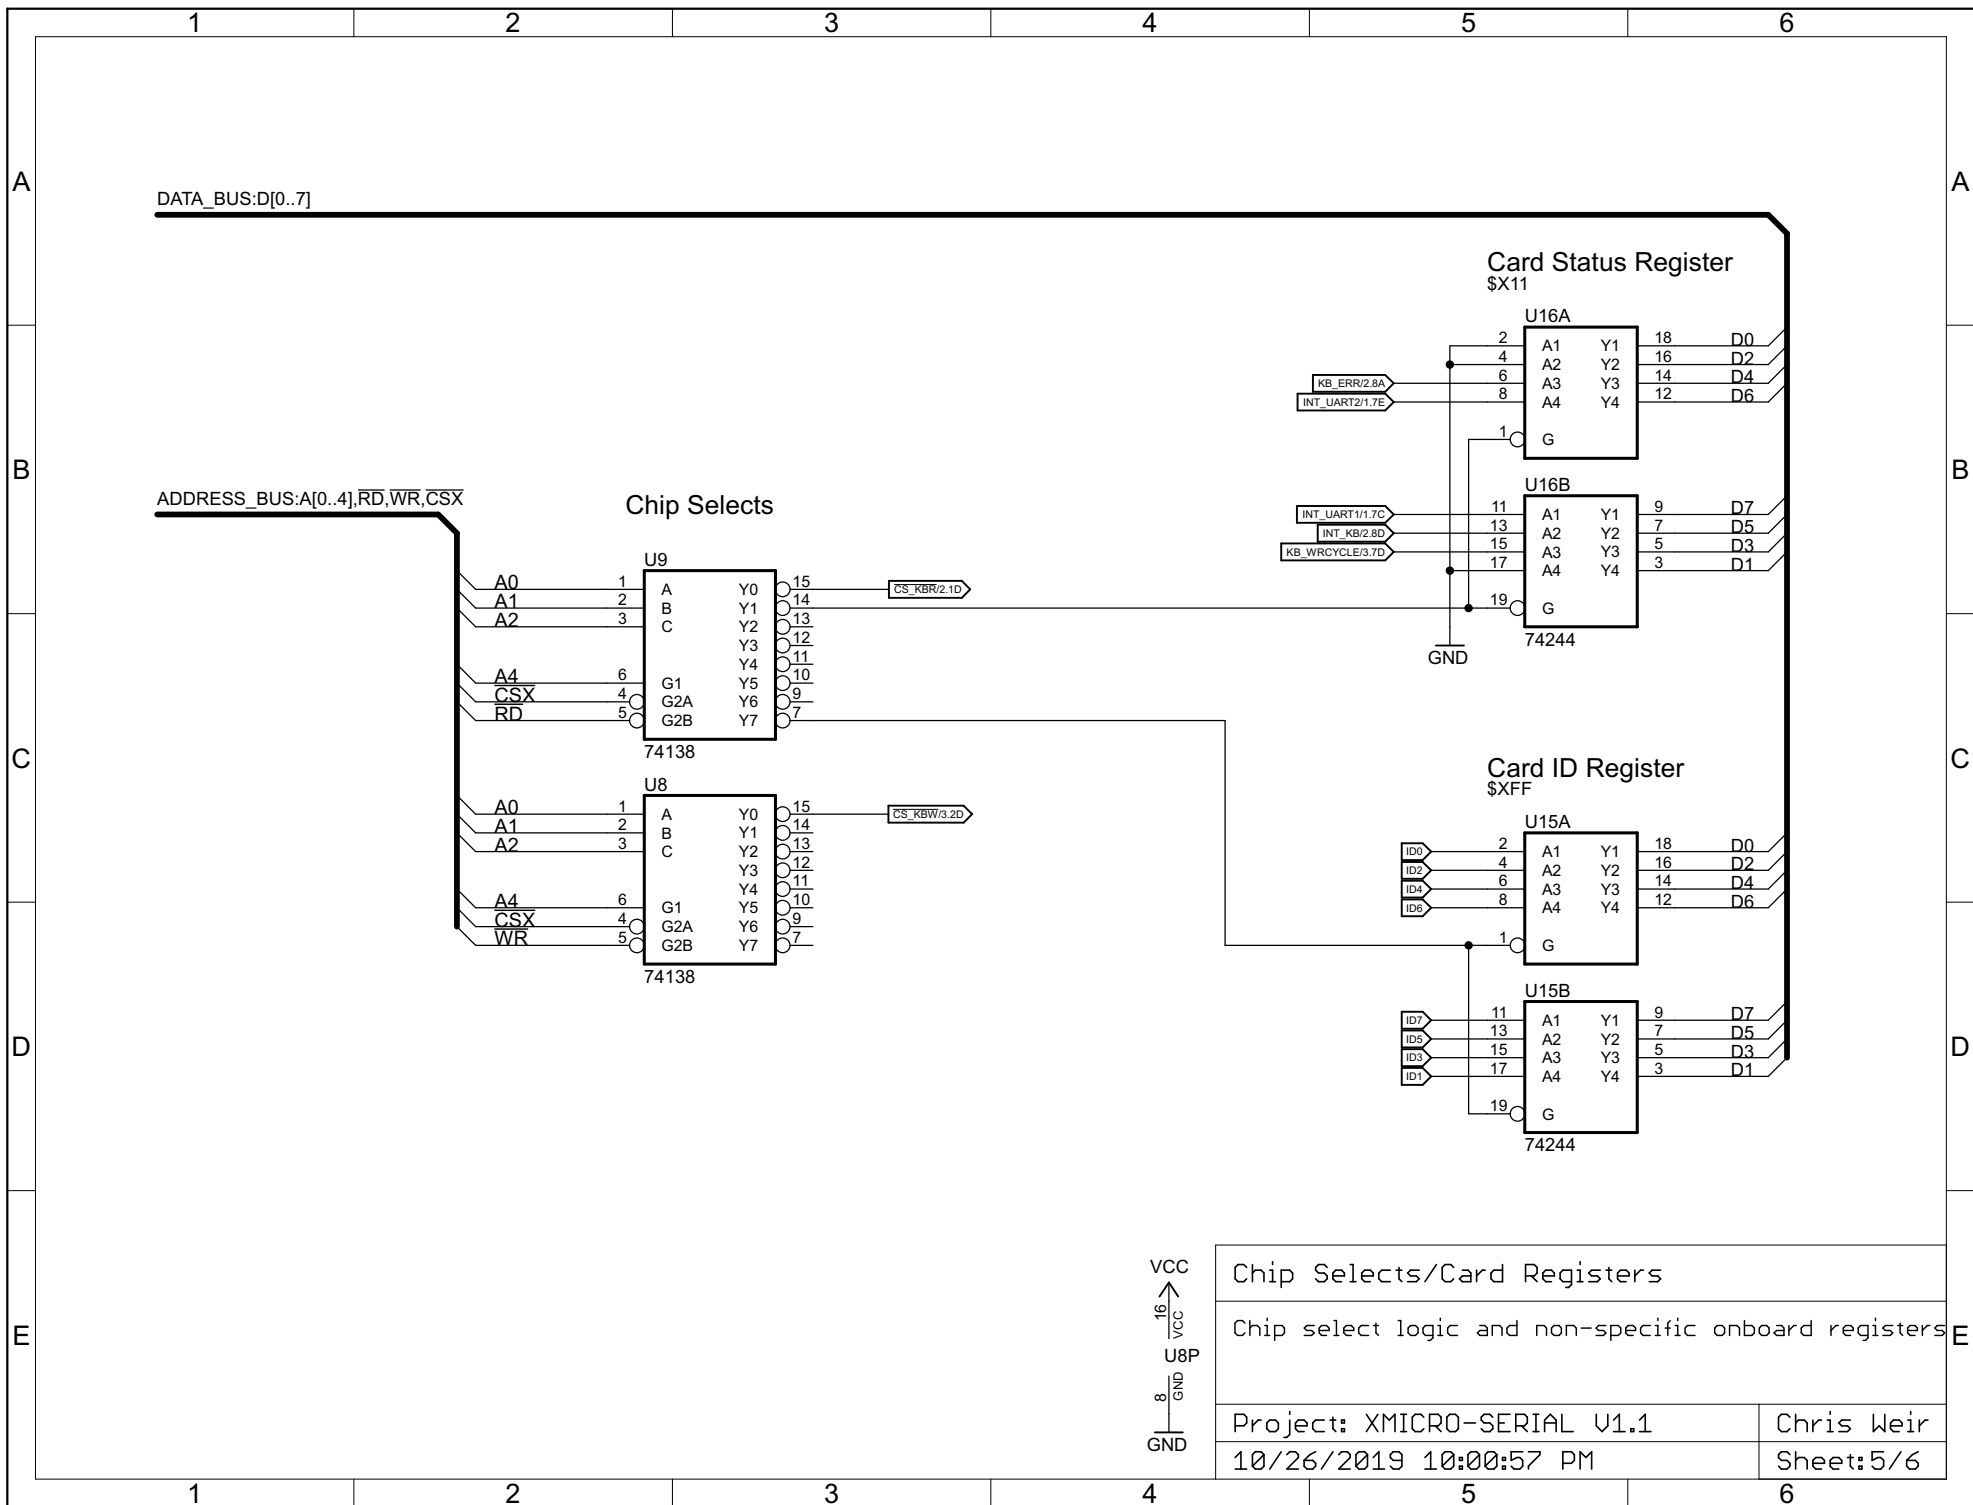 1 2 3 4 5 6
A A
DATA_BUS:D[0..7]
Card Status Register
$X11
U16A
2 A1 Y1 18 D0
4 A2 Y2 16 D2
KB_ERR/2.8A 6 A3 Y3 14 D4
INT_UART2/1.7E 8 A4 Y4 12 D6
1 G
B B
ADDRESS_BUS:A[0..4],RD,WR,CSX
Chip Selects
U16B
INT_UART1/1.7C 11 A1 Y1 9 D7
INT_KB/2.8D 13 A2 Y2 7 D5
KB_WRCYCLE/3.7D 15 A3 Y3 5 D3
17 A4 Y4 3 D1
19 G
74244
GND
U9
A0 1 A Y0 15 CS_KBR/2.1D
A1 2 B Y1 14
A2 3 C Y2 13
Y3 12
Y4 11
A4 6 G1 Y5 10
CSX 4 G2A Y6 9
RD 5 G2B Y7 7
74138
C C
U8
A0 1 A Y0 15 CS_KBW/3.2D
A1 2 B Y1 14
A2 3 C Y2 13
Y3 12
Y4 11
A4 6 G1 Y5 10
CSX 4 G2A Y6 9
WR 5 G2B Y7 7
74138
Card ID Register
$XFF
U15A
ID0 2 A1 Y1 18 D0
ID2 4 A2 Y2 16 D2
ID4 6 A3 Y3 14 D4
ID6 8 A4 Y4 12 D6
1 G
U15B
ID7 11 A1 Y1 9 D7
ID5 13 A2 Y2 7 D5
ID3 15 A3 Y3 5 D3
ID1 17 A4 Y4 3 D1
19 G
74244
D D
VCC
16 VCC
U8P
8 GND
GND
E E
Chip Selects/Card Registers
Chip select logic and non-specific onboard registers
Project: XMICRO-SERIAL V1.1 Chris Weir
10/26/2019 10:00:57 PM Sheet:5/6
1 2 3 4 5 6